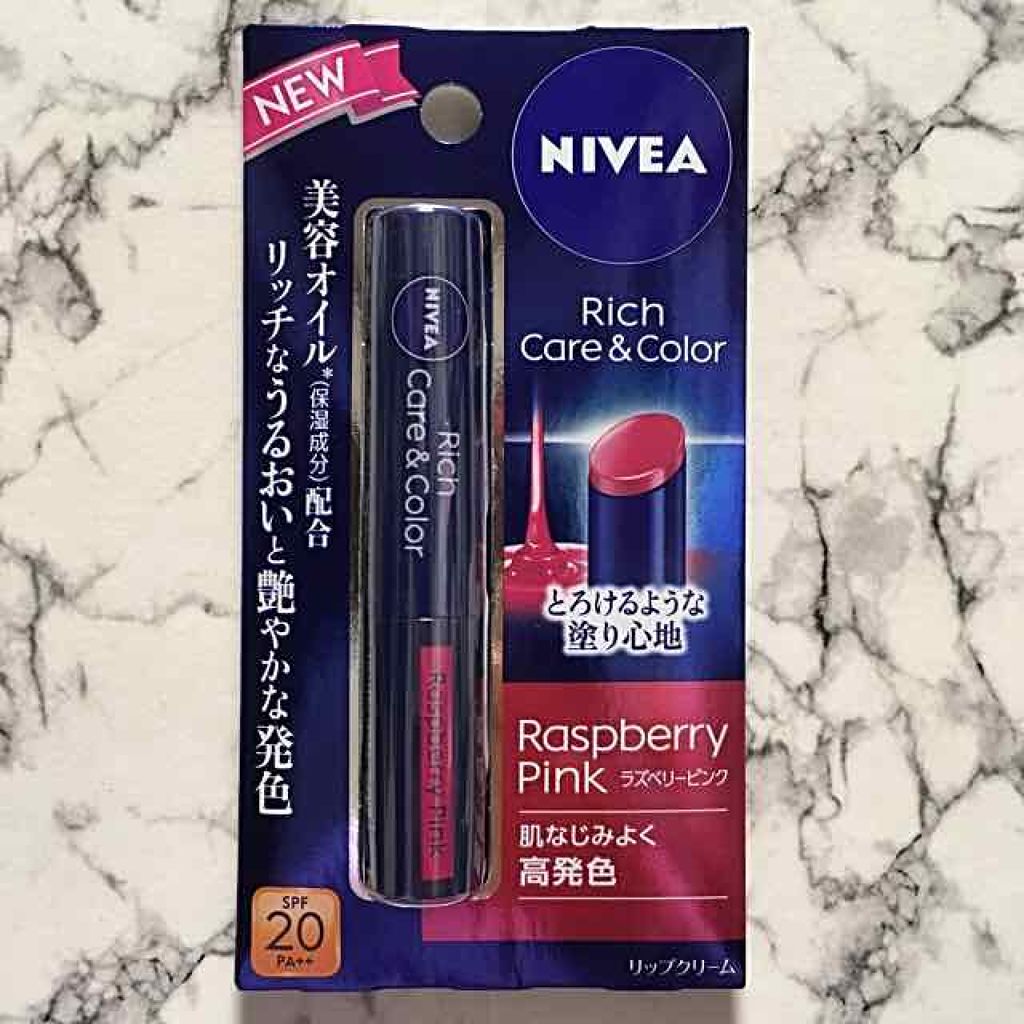 NEW
NIVEA
美容オイル*(保湿成分)配合
リッチなうるおいと艶やかな発色
NIVEA
Rich
Care & Color
Raspberry Pink
Rich
Care & Color
とろけるような
塗り心地
Raspberry
Pink ラズベリーピンク
肌なじみよく
高発色
SPF
20
PA++
リップクリーム